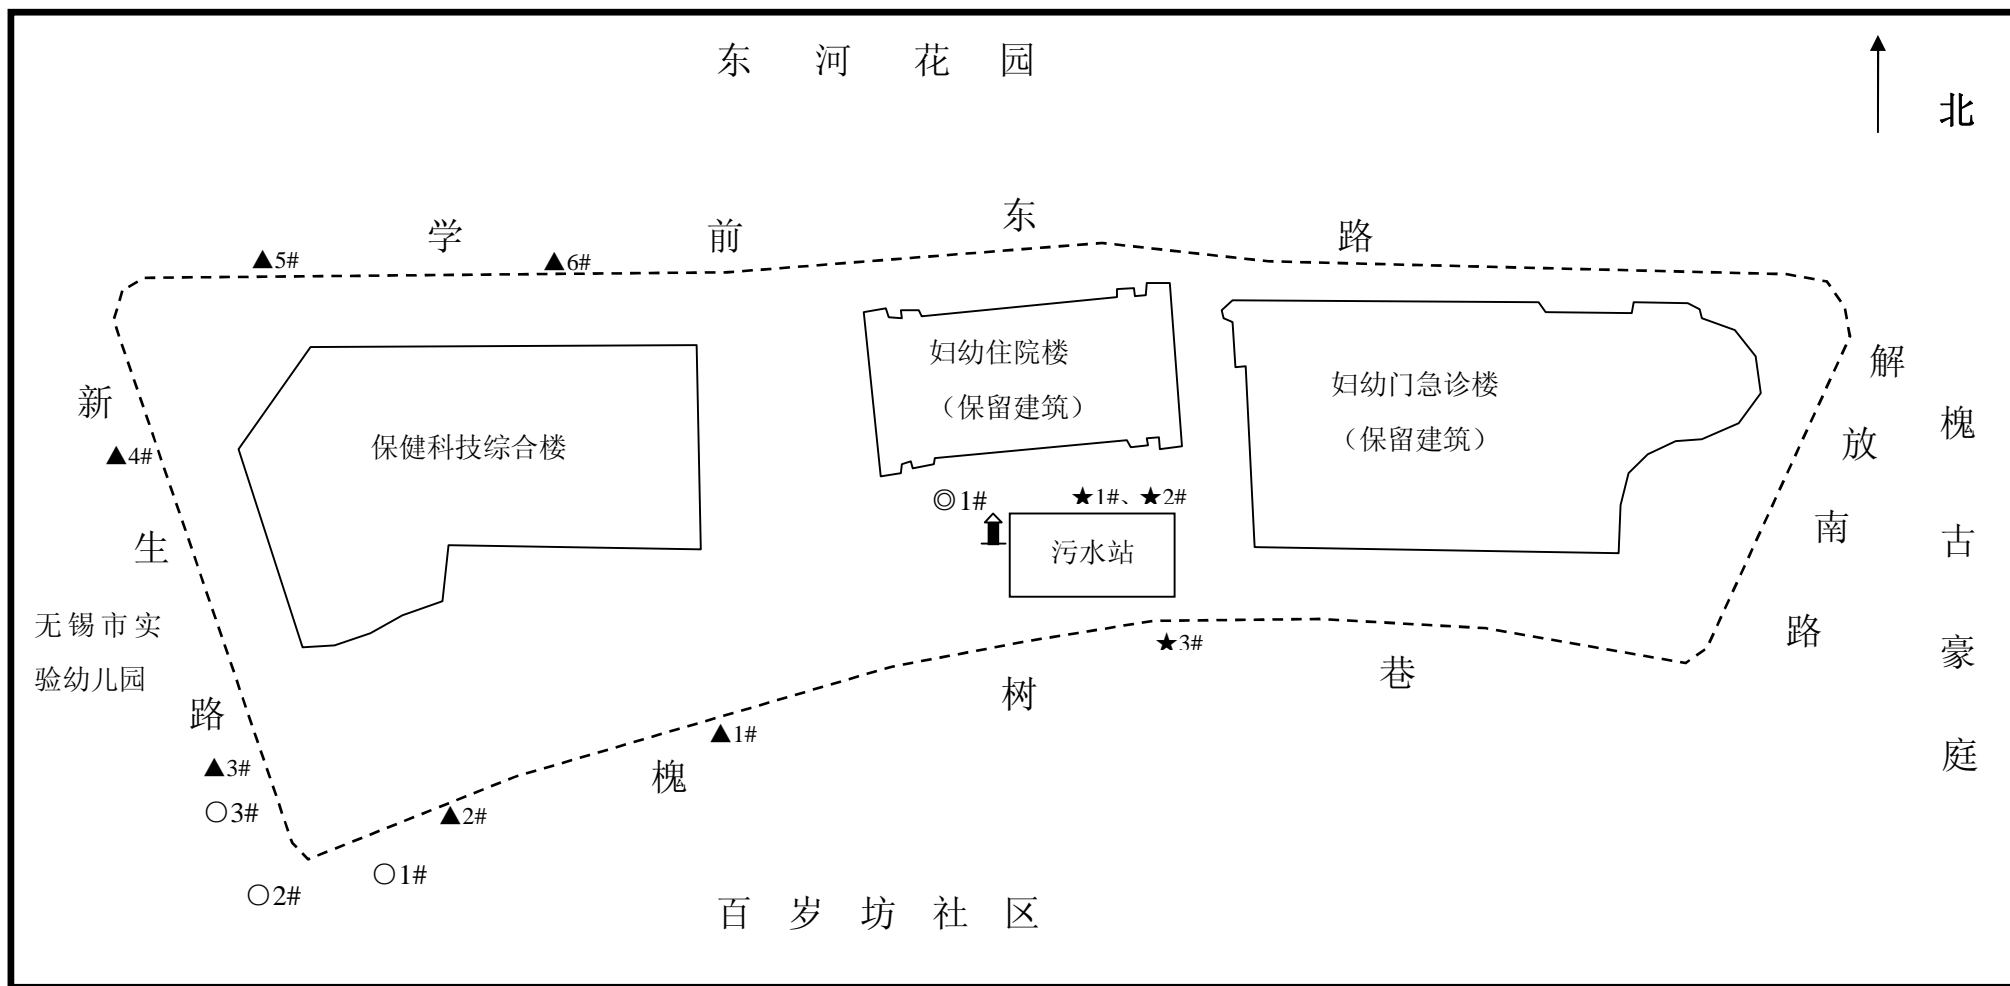 东河花园
北
学前东路
▲5#
▲6#
新生路
▲4#
保健科技综合楼
妇幼住院楼
（保留建筑）
妇幼门急诊楼
（保留建筑）
解放南路
槐古豪庭
◎1#
★1#、★2#
污水站
无锡市实
验幼儿园
★3#
槐树巷
▲1#
▲3#
○3#
▲2#
○1#
○2#
百岁坊社区